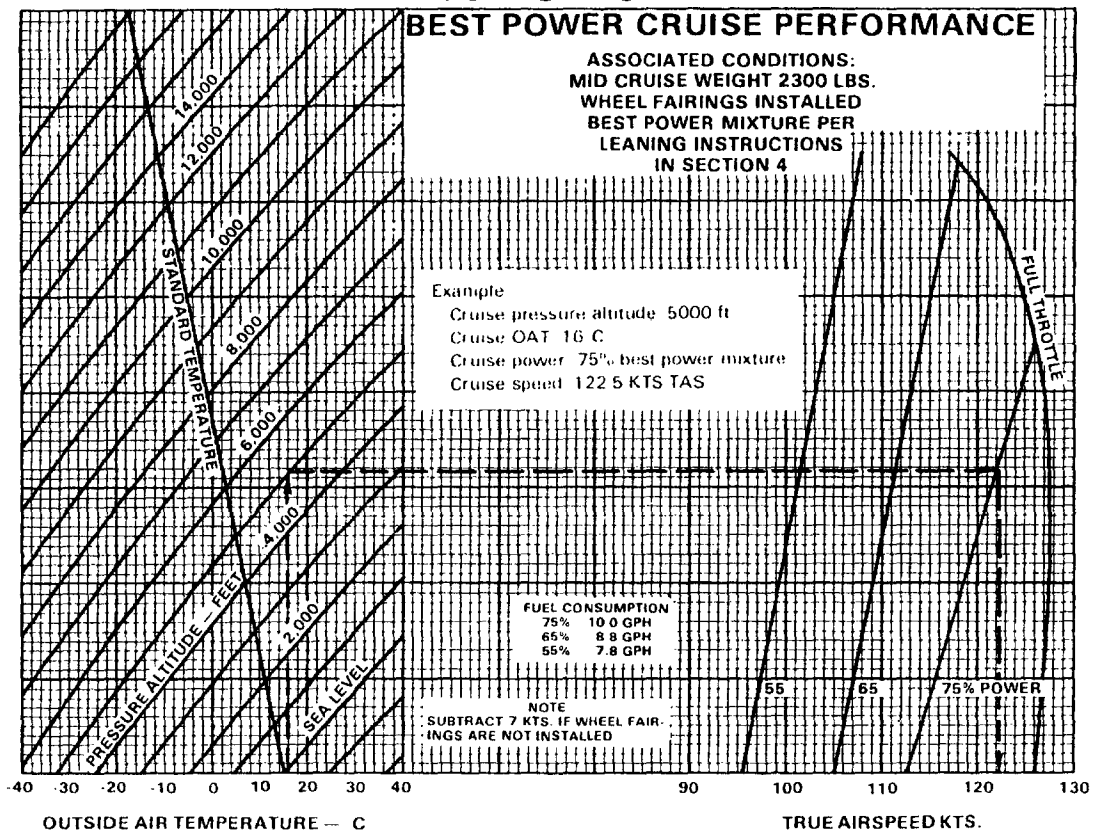 BEST POWER CRUISE PERFORMANCE
ASSOCIATED CONDITIONS:
MID CRUISE WEIGHT 2300 LBS.
WHEEL FAIRINGS INSTALLED
BEST POWER MIXTURE PER
LEANING INSTRUCTIONS
IN SECTION 4
14,000
12,000
10,000
8,000
6,000
4,000
2,000
SEA LEVEL
STANDARD TEMPERATURE
PRESSURE ALTITUDE — FEET
Example
Cruise pressure altitude 5000 ft
Cruise OAT 16 C
Cruise power 75% best power mixture
Cruise speed 122 5 KTS TAS
FULL THROTTLE
FUEL CONSUMPTION
75% 10 0 GPH
65% 8 8 GPH
55% 7.8 GPH
55
65
75% POWER
NOTE
SUBTRACT 7 KTS. IF WHEEL FAIR-
INGS ARE NOT INSTALLED
-40 -30 -20 -10 0 10 20 30 40
90 100 110 120 130
OUTSIDE AIR TEMPERATURE — C
TRUE AIRSPEED KTS.